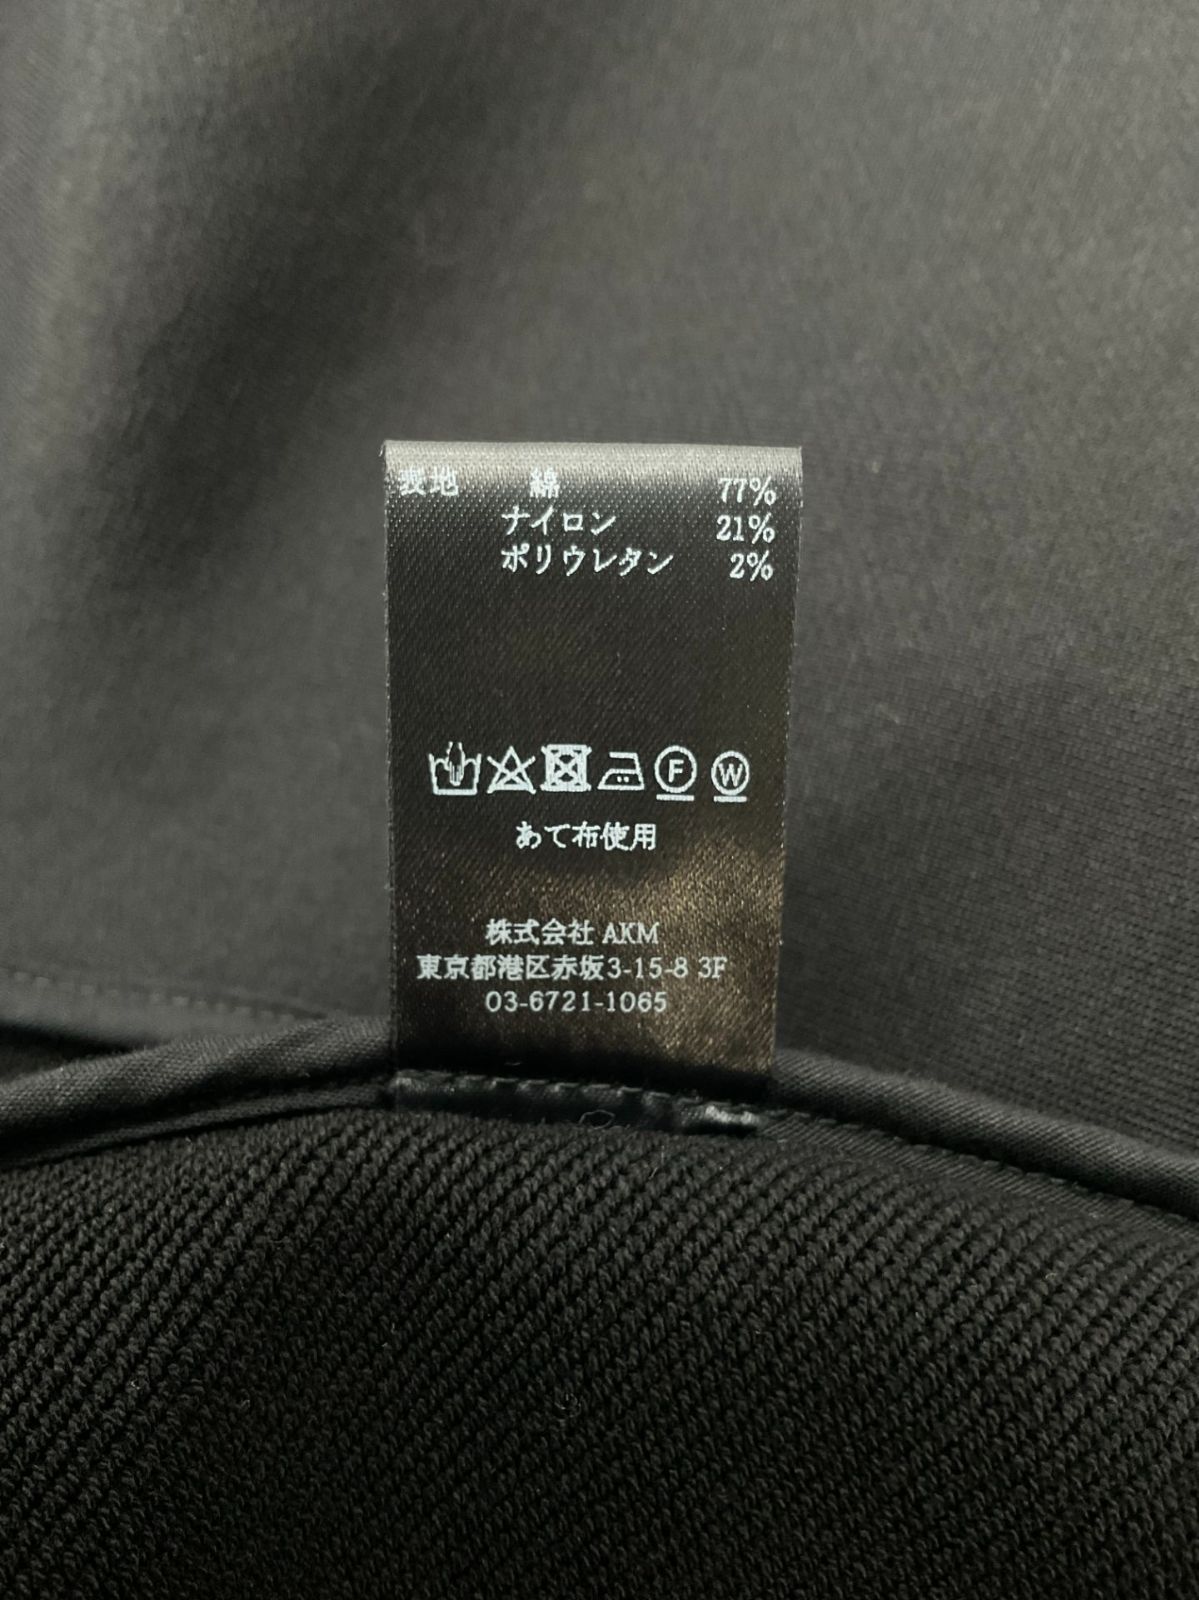 表地 綿 77%
ナイロン 21%
ポリウレタン 2%
F W
あて布使用
株式会社 AKM
東京都港区赤坂3-15-8 3F
03-6721-1065